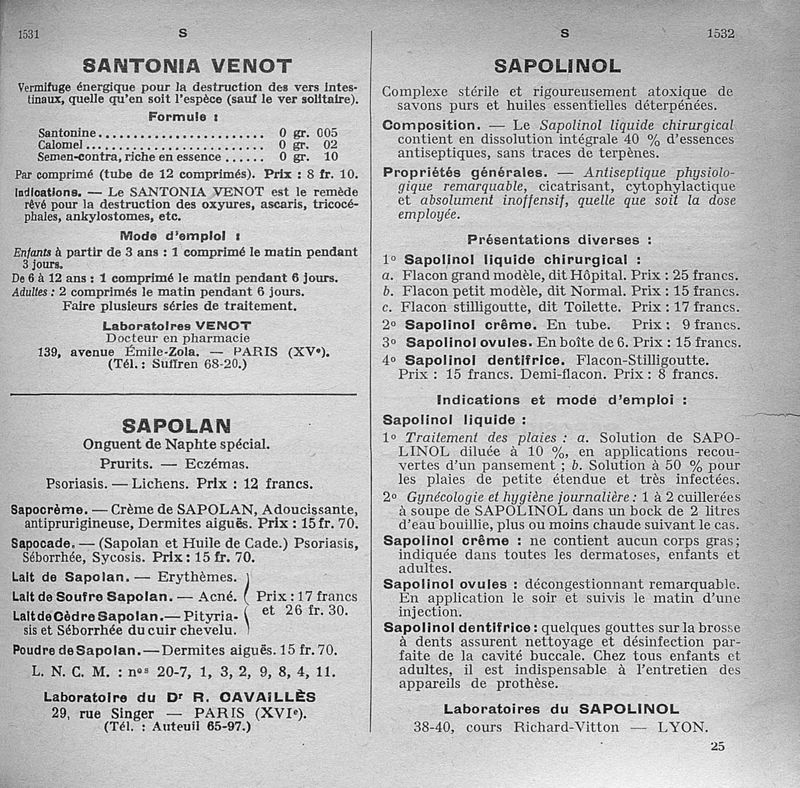 1531
S
SANTONIA VENOT
Vermifuge énergique pour la destruction des vers intes-
tinaux, quelle qu'en soit l'espèce (sauf le ver solitaire).
Formule :
Santonine....................... 0 gr. 005
Calomel......................... 0 gr. 02
Semen-contra, riche en essence...... 0 gr. 10
Par comprimé (tube de 12 comprimés). Prix : 8 fr. 10.
Indications. — Le SANTONIA VENOT est le remède
rêvé pour la destruction des oxyures, ascaris, tricocé-
phales, ankylostomes, etc.
Mode d'emploi :
Enfants à partir de 3 ans : 1 comprimé le matin pendant
3 jours.
De 6 à 12 ans : 1 comprimé le matin pendant 6 jours.
Adultes : 2 comprimés le matin pendant 6 jours.
Faire plusieurs séries de traitement.
Laboratoires VENOT
Docteur en pharmacie
139, avenue Émile-Zola. — PARIS (XVe).
(Tél. : Suffren 68-20.)
SAPOLAN
Onguent de Naphte spécial.
Prurits. — Eczémas.
Psoriasis. — Lichens. Prix : 12 francs.
Sapocrème. — Crème de SAPOLAN, Adoucissante,
antiprurigineuse, Dermites aiguës. Prix : 15 fr. 70.
Sapocade. — (Sapolan et Huile de Cade.) Psoriasis,
Séborrhée, Sycosis. Prix : 15 fr. 70.
Lait de Sapolan. — Erythèmes.
Lait de Soufre Sapolan. — Acné.
Lait de Cèdre Sapolan. — Pityria-
sis et Séborrhée du cuir chevelu.
Prix : 17 francs
et 26 fr. 30.
Poudre de Sapolan. — Dermites aiguës. 15 fr. 70.
L. N. C. M. : nos 20-7, 1, 3, 2, 9, 8, 4, 11.
Laboratoire du Dr R. CAVAILLÈS
29, rue Singer — PARIS (XVIe).
(Tél. : Auteuil 65-97.)
S
1532
SAPOLINOL
Complexe stérile et rigoureusement atoxique de
savons purs et huiles essentielles déterpénées.
Composition. — Le Sapolinol liquide chirurgical
contient en dissolution intégrale 40 % d'essences
antiseptiques, sans traces de terpènes.
Propriétés générales. — Antiseptique physiolo-
gique remarquable, cicatrisant, cytophylactique
et absolument inoffensif, quelle que soit la dose
employée.
Présentations diverses :
1o Sapolinol liquide chirurgical :
a. Flacon grand modèle, dit Hôpital. Prix : 25 francs.
b. Flacon petit modèle, dit Normal. Prix : 15 francs.
c. Flacon stilligoutte, dit Toilette. Prix : 17 francs.
2o Sapolinol crême. En tube. Prix : 9 francs.
3o Sapolinol ovules. En boîte de 6. Prix : 15 francs.
4o Sapolinol dentifrice. Flacon-Stilligoutte.
Prix : 15 francs. Demi-flacon. Prix : 8 francs.
Indications et mode d'emploi :
Sapolinol liquide :
1o Traitement des plaies : a. Solution de SAPO-
LINOL diluée à 10 %, en applications recou-
vertes d'un pansement ; b. Solution à 50 % pour
les plaies de petite étendue et très infectées.
2o Gynécologie et hygiène journalière : 1 à 2 cuillerées
à soupe de SAPOLINOL dans un bock de 2 litres
d'eau bouillie, plus ou moins chaude suivant le cas.
Sapolinol crême : ne contient aucun corps gras ;
indiquée dans toutes les dermatoses, enfants et
adultes.
Sapolinol ovules : décongestionnant remarquable.
En application le soir et suivis le matin d'une
injection.
Sapolinol dentifrice : quelques gouttes sur la brosse
à dents assurent nettoyage et désinfection par-
faite de la cavité buccale. Chez tous enfants et
adultes, il est indispensable à l'entretien des
appareils de prothèse.
Laboratoires du SAPOLINOL
38-40, cours Richard-Vitton — LYON.
25